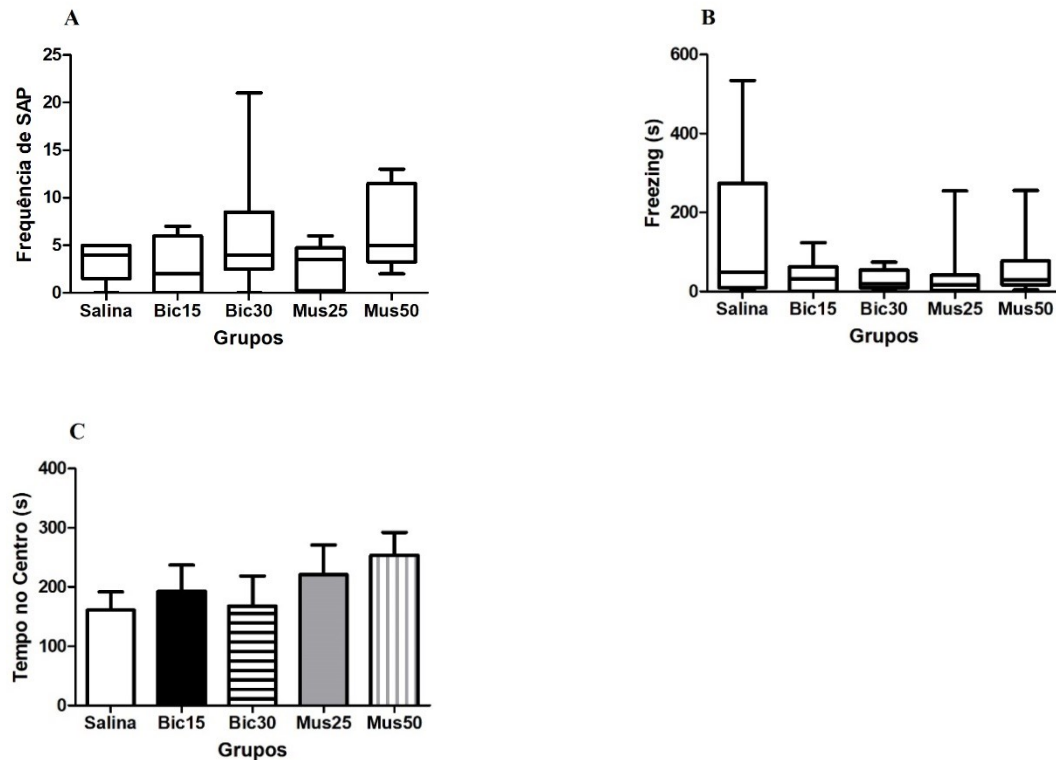 A
Frequência de SAP
25
20
15
10
5
0
Salina Bic15 Bic30 Mus25 Mus50
Grupos
B
Freezing (s)
600
400
200
0
Salina Bic15 Bic30 Mus25 Mus50
Grupos
C
Tempo no Centro (s)
400
300
200
100
0
Salina Bic15 Bic30 Mus25 Mus50
Grupos